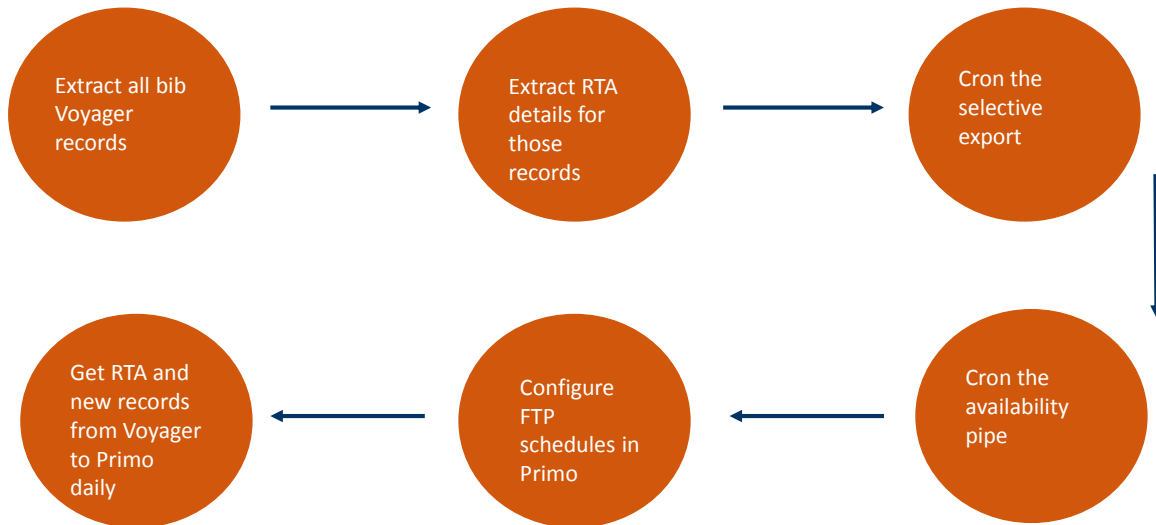 Extract all bib
Voyager
records
Extract RTA
details for
those
records
Cron the
selective
export
Cron the
availability
pipe
Configure
FTP
schedules in
Primo
Get RTA and
new records
from Voyager
to Primo
daily